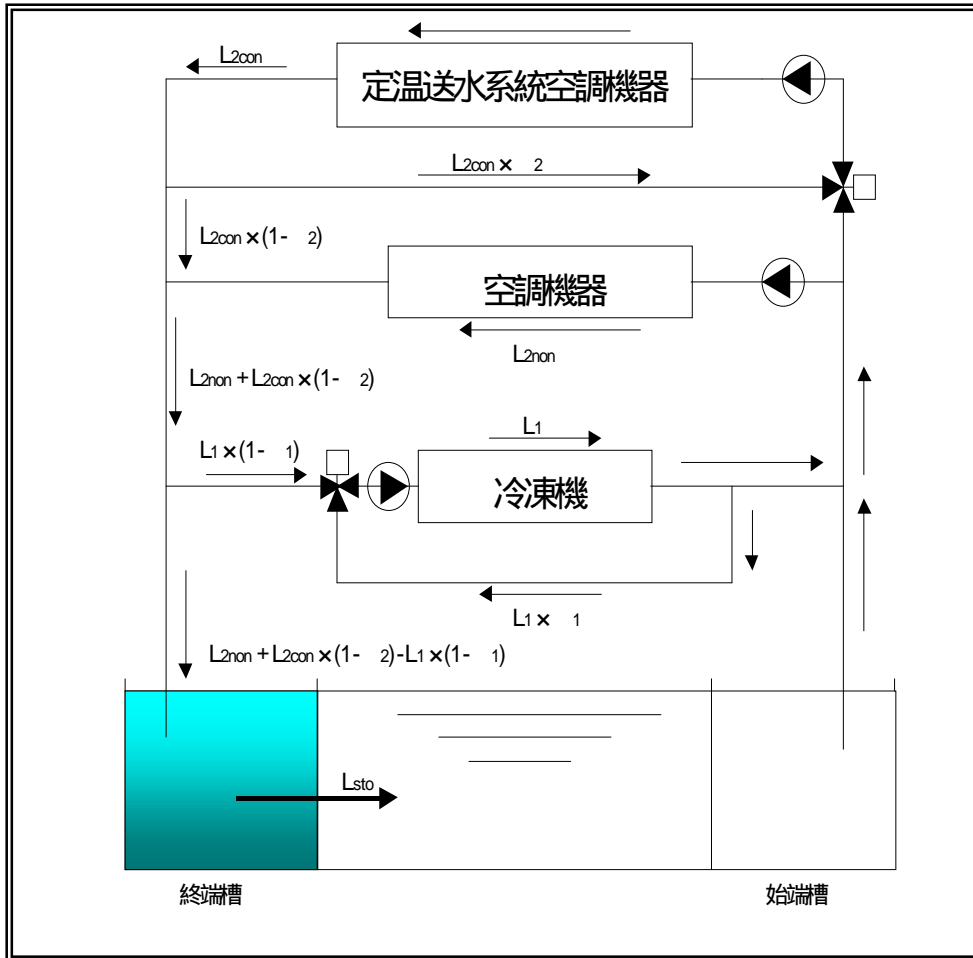 L2con
定温送水系統空調機器
L2con × 2
L2con ×(1- 2)
空調機器
L2non
L2non + L2con ×(1- 2)
L1
L1 ×(1- 1)
冷凍機
L1 × 1
L2non + L2con ×(1- 2)-L1 ×(1- 1)
Lsto
終端槽
始端槽